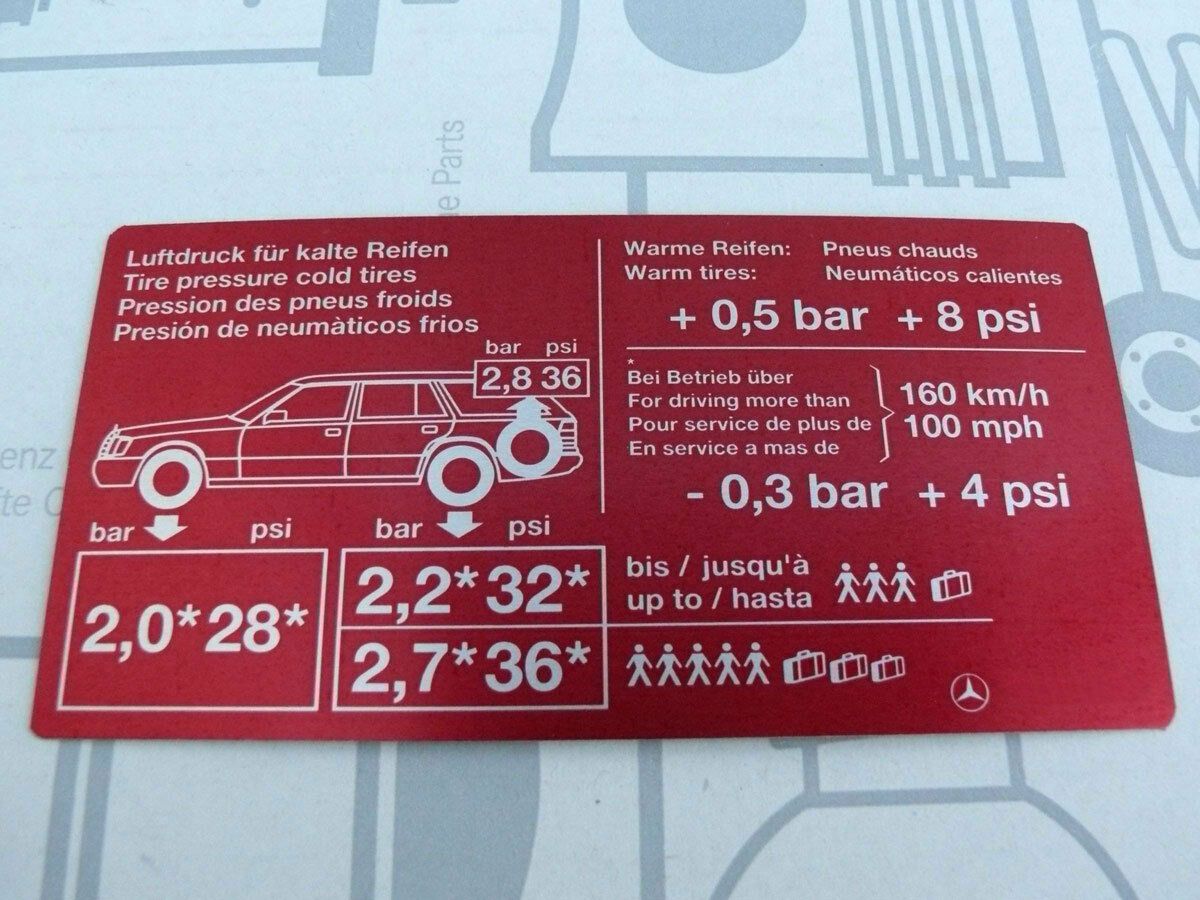 Luftdruck für kalte Reifen
Tire pressure cold tires
Pression des pneus froids
Presión de neumàticos frios
bar psi
2,8 36
bar psi
2,0* 28*
bar psi
2,2* 32*
2,7* 36*
Warme Reifen: Pneus chauds
Warm tires: Neumáticos calientes
+ 0,5 bar + 8 psi
*
Bei Betrieb über
For driving more than
Pour service de plus de
En service a mas de
160 km/h
100 mph
- 0,3 bar + 4 psi
bis / jusqu'à
up to / hasta
Parts
enz